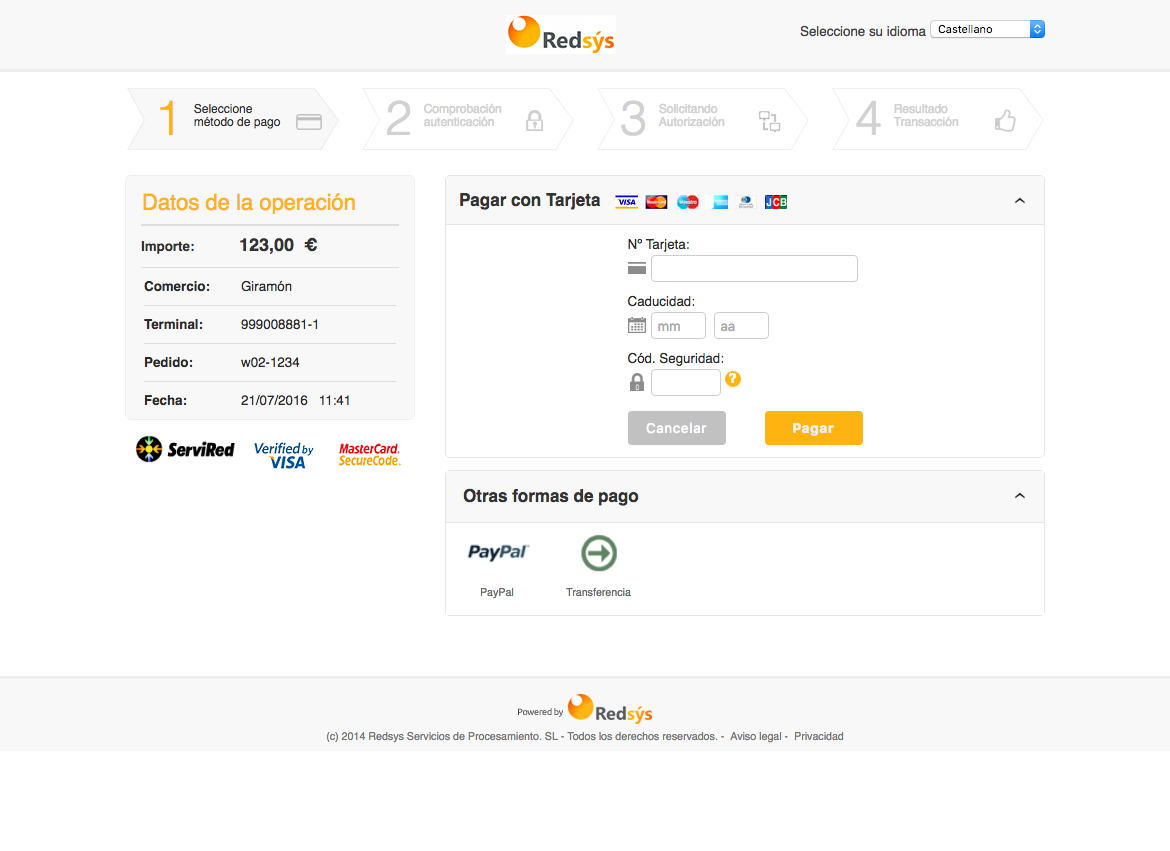 Redsýs
Seleccione su idioma Castellano
1 Seleccione
método de pago
2 Comprobación
autenticación
3 Solicitando
Autorización
4 Resultado
Transacción
Datos de la operación
Importe: 123,00 €
Comercio: Giramón
Terminal: 999008881-1
Pedido: w02-1234
Fecha: 21/07/2016 11:41
ServiRed
Verified by
VISA
MasterCard.
SecureCode.
Pagar con Tarjeta VISA MasterCard Maestro JCB
Nº Tarjeta:
Caducidad:
mm aa
Cód. Seguridad:
?
Cancelar Pagar
Otras formas de pago
PayPal
PayPal Transferencia
Powered by Redsýs
(c) 2014 Redsys Servicios de Procesamiento. SL - Todos los derechos reservados. - Aviso legal - Privacidad